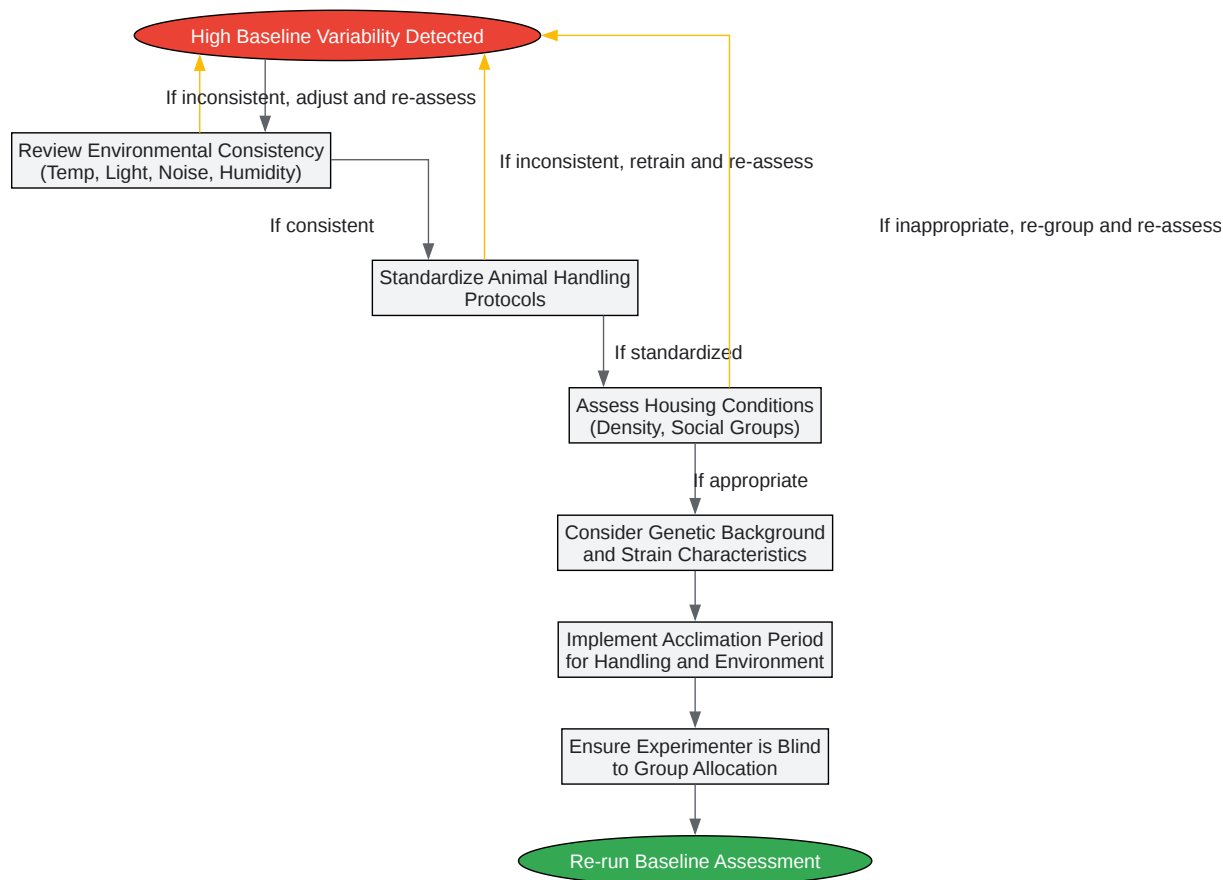 High Baseline Variability Detected
If inconsistent, adjust and re-assess
Review Environmental Consistency
(Temp, Light, Noise, Humidity)
If inconsistent, retrain and re-assess
If consistent
If inappropriate, re-group and re-assess
Standardize Animal Handling
Protocols
If standardized
Assess Housing Conditions
(Density, Social Groups)
If appropriate
Consider Genetic Background
and Strain Characteristics
Implement Acclimation Period
for Handling and Environment
Ensure Experimenter is Blind
to Group Allocation
Re-run Baseline Assessment